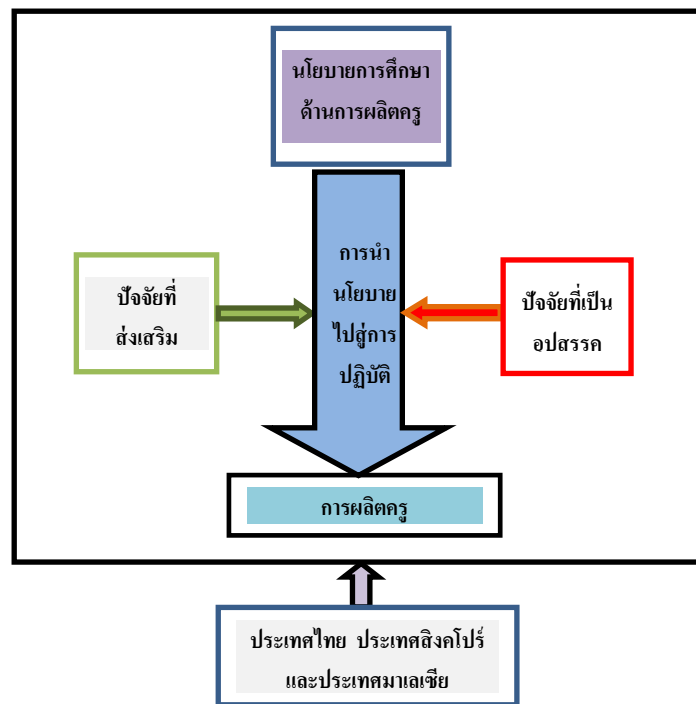 นโยบายการศึกษา
ด้านการผลิตครู
การนำ
นโยบาย
ไปสู่การ
ปฏิบัติ
ปัจจัยที่
ส่งเสริม
ปัจจัยที่เป็น
อุปสรรค
การผลิตครู
ประเทศไทย ประเทศสิงคโปร์
และประเทศมาเลเซีย